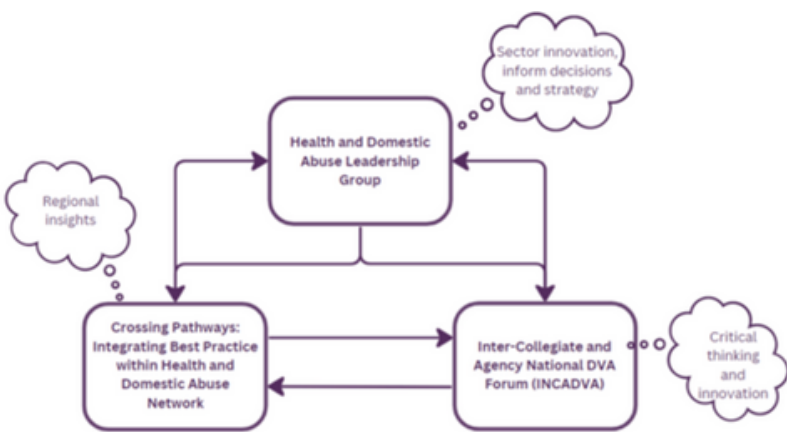 Sector innovation,
inform decisions
and strategy
Health and Domestic
Abuse Leadership
Group
Regional
insights
Crossing Pathways:
Integrating Best Practice
within Health and
Domestic Abuse
Network
Inter-Collegiate and
Agency National DVA
Forum (INCADVA)
Critical
thinking
and
innovation